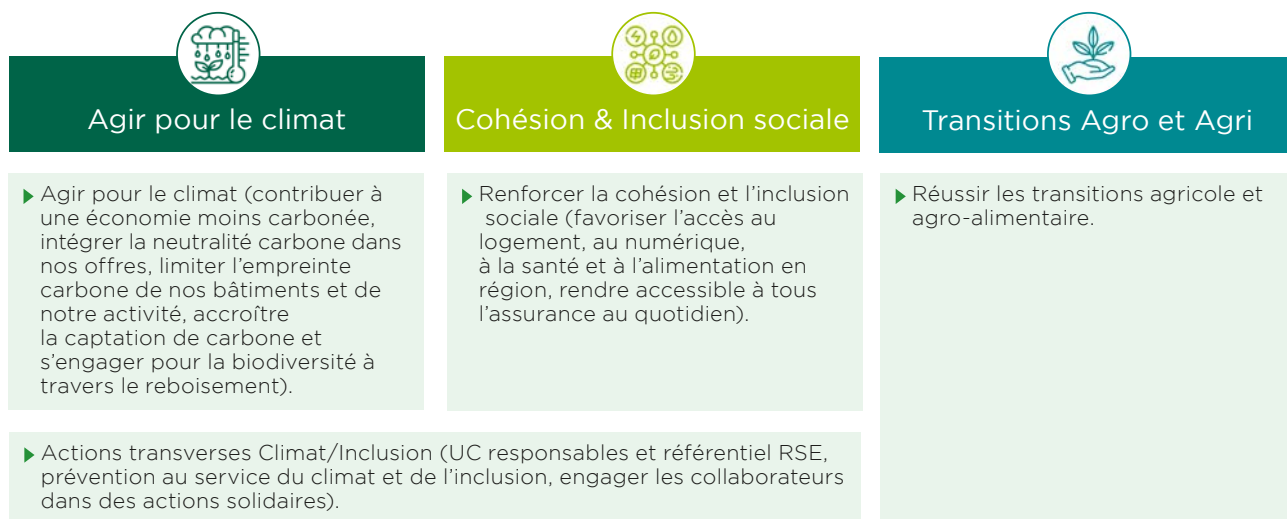 Agir pour le climat
Cohésion & Inclusion sociale
Transitions Agro et Agri
Agir pour le climat (contribuer à
une économie moins carbonée,
intégrer la neutralité carbone dans
nos offres, limiter l’empreinte
carbone de nos bâtiments et de
notre activité, accroître
la captation de carbone et
s’engager pour la biodiversité à
travers le reboisement).
Renforcer la cohésion et l’inclusion
sociale (favoriser l’accès au
logement, au numérique,
à la santé et à l’alimentation en
région, rendre accessible à tous
l’assurance au quotidien).
Réussir les transitions agricole et
agro-alimentaire.
Actions transverses Climat/Inclusion (UC responsables et référentiel RSE,
prévention au service du climat et de l’inclusion, engager les collaborateurs
dans des actions solidaires).